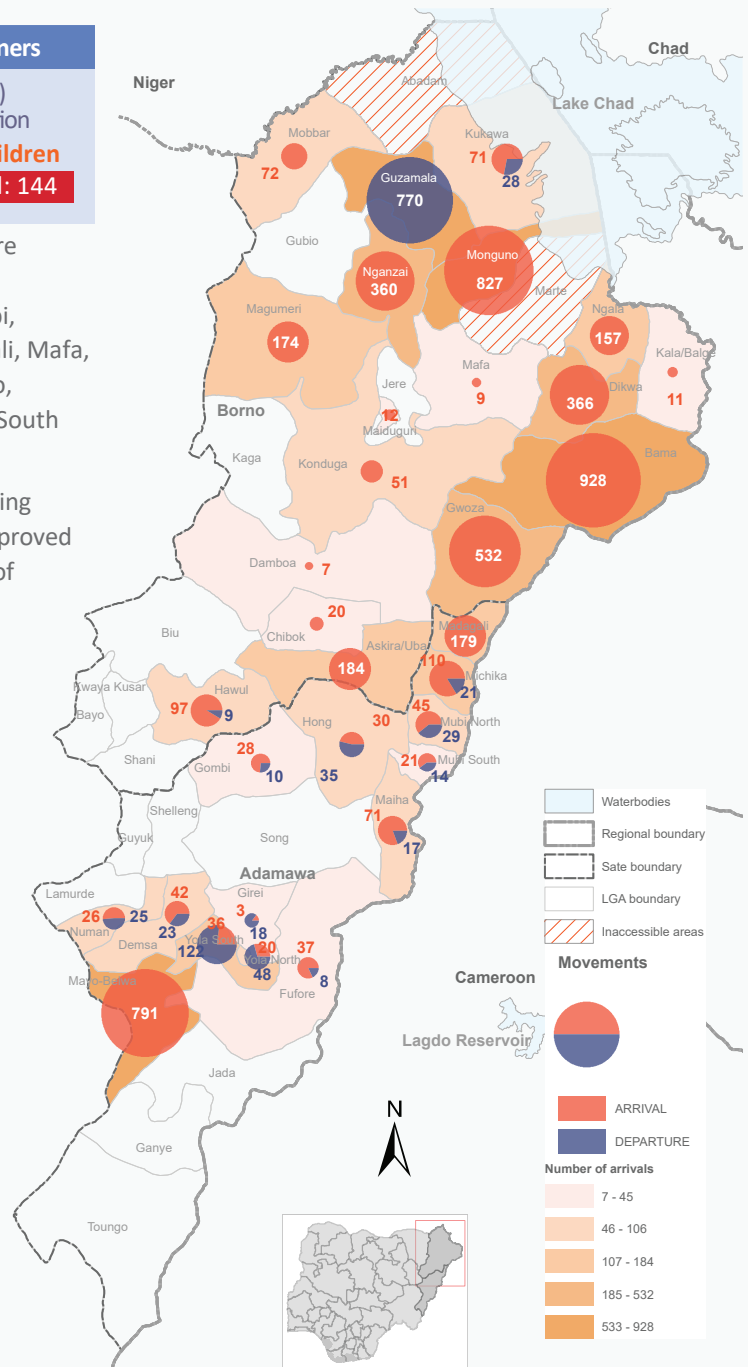 ners
)
ion
ildren
l: 144
re
oi,
li, Mafa,
o,
South
ing
proved
of
Chad
Niger
Abadam
Lake Chad
Mobbar
72
Kukawa
71
28
Guzamala
770
Gubio
Monguno
827
Nganzai
360
Marte
Magumeri
174
Ngala
157
Kala/Balge
11
Mafa
9
Jere
Dikwa
366
12
Maiduguri
Borno
Kaga
Konduga
51
Bama
928
Gwoza
532
Damboa
7
20
Chibok
Biu
Askira/Uba
184
Madagali
179
110
Michika
21
Kwaya Kusar
Bayo
Hawul
97
9
45
Mubi North
29
Hong
30
35
Shani
Gombi
28
10
21
Mubi South
14
Maiha
71
17
Shelleng
Guyuk
Song
Adamawa
Lamurde
Girei
3
18
42
23
26
25
Numan
Demsa
36
Yola South
122
20
Yola North
48
37
8
Fufore
Mayo-Belwa
791
Jada
Ganye
Toungo
Cameroon
Lagdo Reservoir
N
Waterbodies
Regional boundary
Sate boundary
LGA boundary
Inaccessible areas
Movements
ARRIVAL
DEPARTURE
Number of arrivals
7 - 45
46 - 106
107 - 184
185 - 532
533 - 928